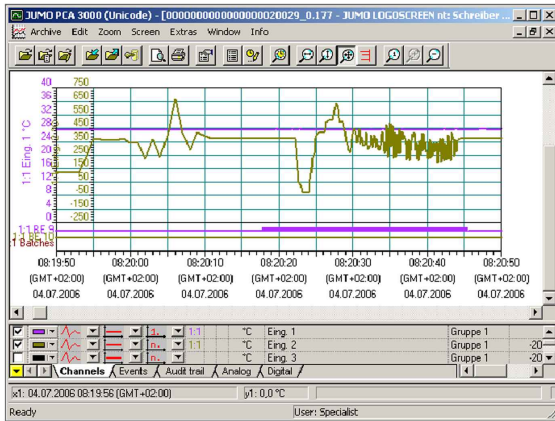 JUMO PCA 3000 (Unicode) - [0000000000000000020029_0.177 - JUMO LOGOSCREEN nt: Schreiber ...
Archive Edit Zoom Screen Extras Window Info
40 750
36 650
32 550
28 450
24 350
20 250
16 150
12 50
8 -50
4 -150
0 -250
1:1 Eing. 1 °C
1:1 BE 9
1:1 BE 10
:1 Batches
08:19:50 08:20:00 08:20:10 08:20:20 08:20:30 08:20:40 08:20:50
(GMT+02:00) (GMT+02:00) (GMT+02:00) (GMT+02:00) (GMT+02:00) (GMT+02:00) (GMT+02:00)
04.07.2006 04.07.2006 04.07.2006 04.07.2006 04.07.2006 04.07.2006 04.07.2006
1. 1:1 °C Eing. 1 Gruppe 1
n. 1:1 °C Eing. 2 Gruppe 1 -20
n. °C Eing. 3 Gruppe 1 -20
Channels Events Audit trail Analog Digital
x1: 04.07.2006 08:19:56 (GMT+02:00) y1: 0,0 °C
Ready User: Specialist